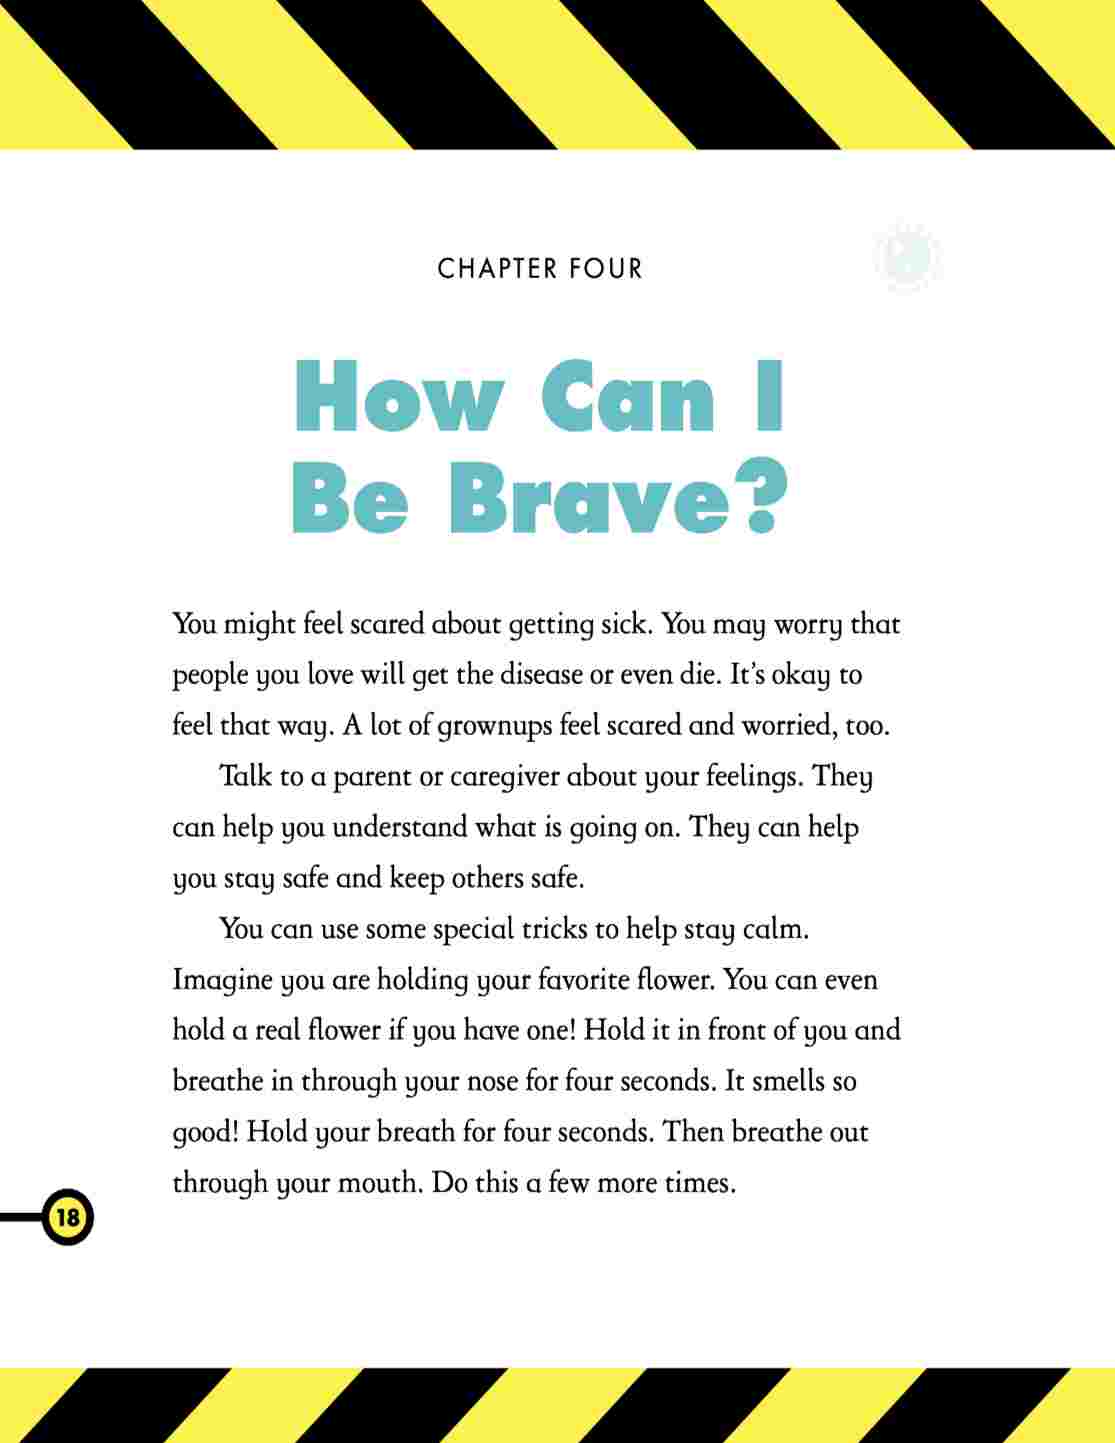 CHAPTER FOUR
How Can I
Be Brave?
You might feel scared about getting sick. You may worry that
people you love will get the disease or even die. It’s okay to
feel that way. A lot of grownups feel scared and worried, too.
Talk to a parent or caregiver about your feelings. They
can help you understand what is going on. They can help
you stay safe and keep others safe.
You can use some special tricks to help stay calm.
Imagine you are holding your favorite flower. You can even
hold a real flower if you have one! Hold it in front of you and
breathe in through your nose for four seconds. It smells so
good! Hold your breath for four seconds. Then breathe out
through your mouth. Do this a few more times.
18